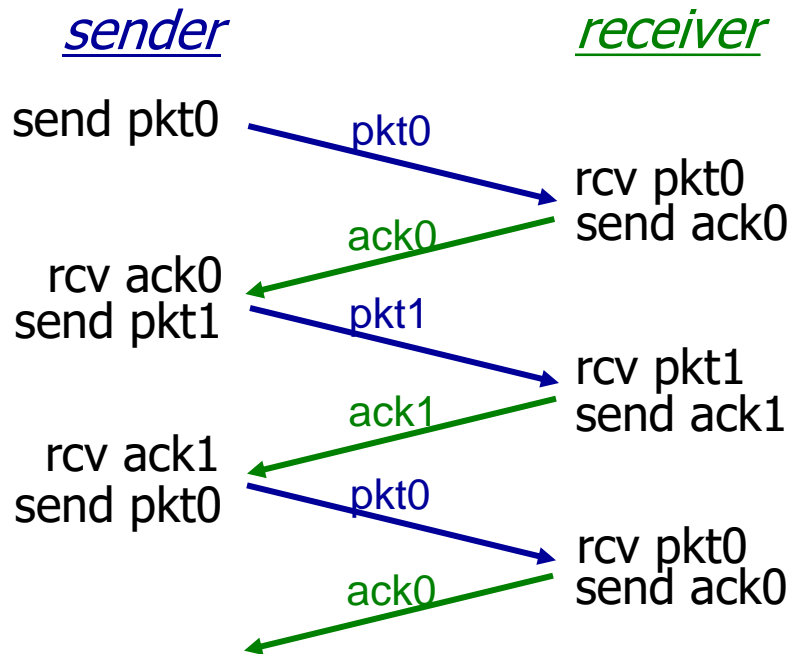 sender
receiver
send pkt0
pkt0
rcv pkt0
send ack0
ack0
rcv ack0
send pkt1
pkt1
rcv pkt1
send ack1
ack1
rcv ack1
send pkt0
pkt0
rcv pkt0
send ack0
ack0